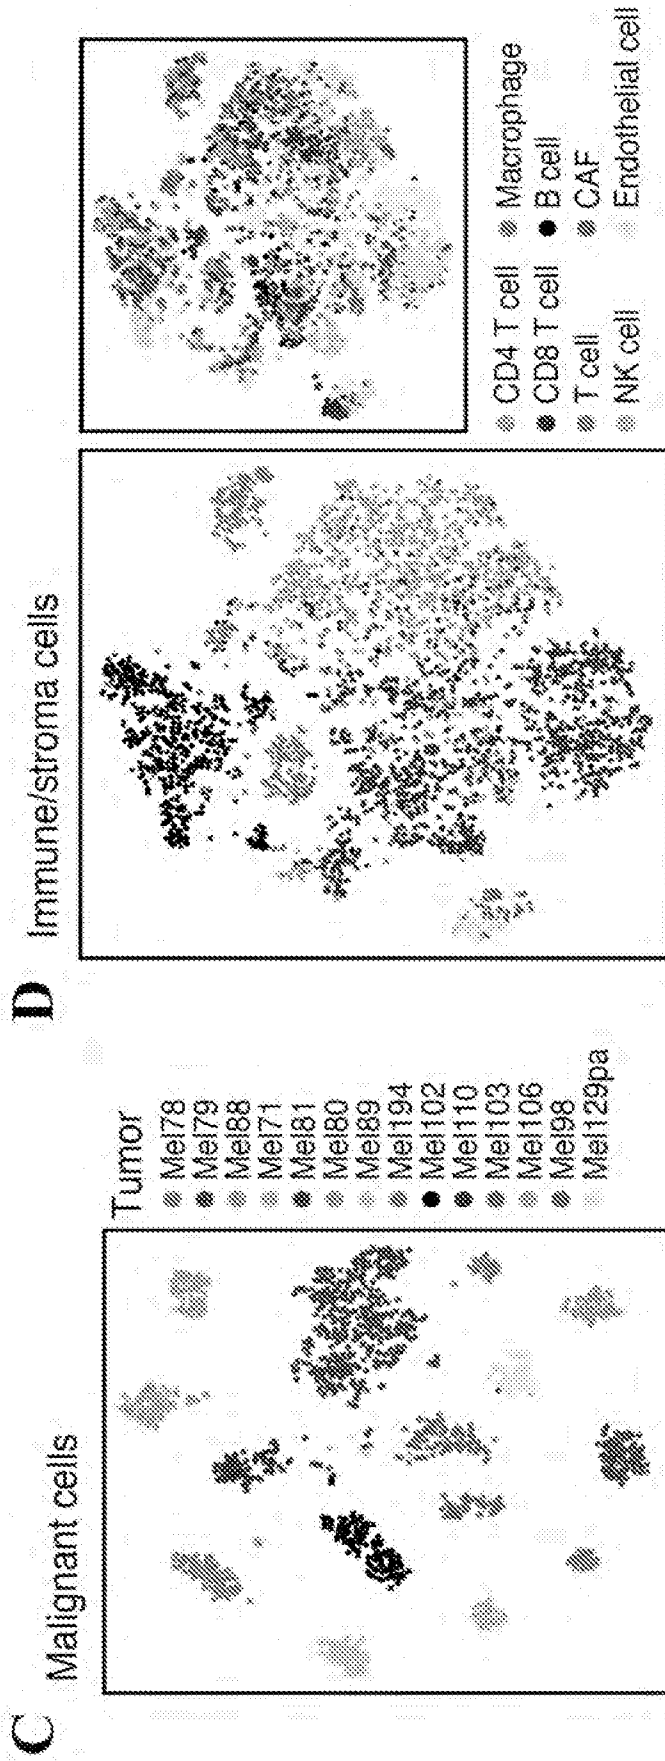 C
Malignant cells
Tumor
Mel78
Mel79
Mel88
Mel71
Mel81
Mel80
Mel89
Mel194
Mel102
Mel110
Mel103
Mel106
Mel98
Mel129pa
D
Immune/stroma cells
CD4 T cell
CD8 T cell
T cell
NK cell
Macrophage
B cell
CAF
Endothelial cell